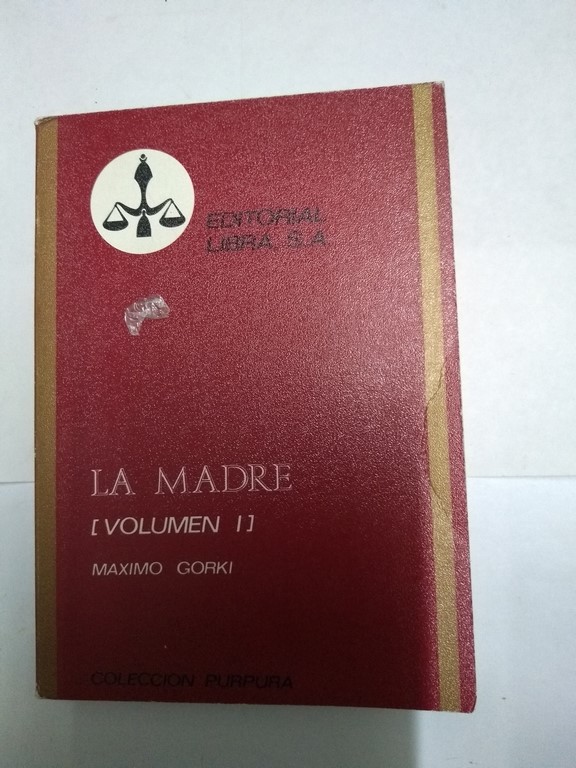 EDITORIAL
LIBRA S.A
LA MADRE
[VOLUMEN I]
MAXIMO GORKI
COLECCION PURPURA